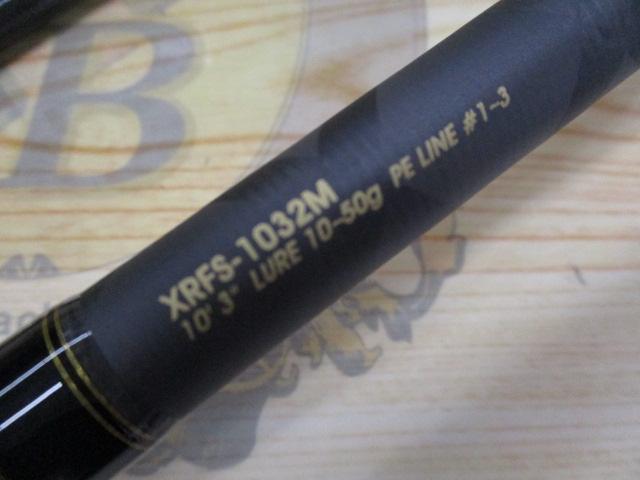 XRFS-1032M
10' 3" LURE 10-50g PE LINE #1-3
B